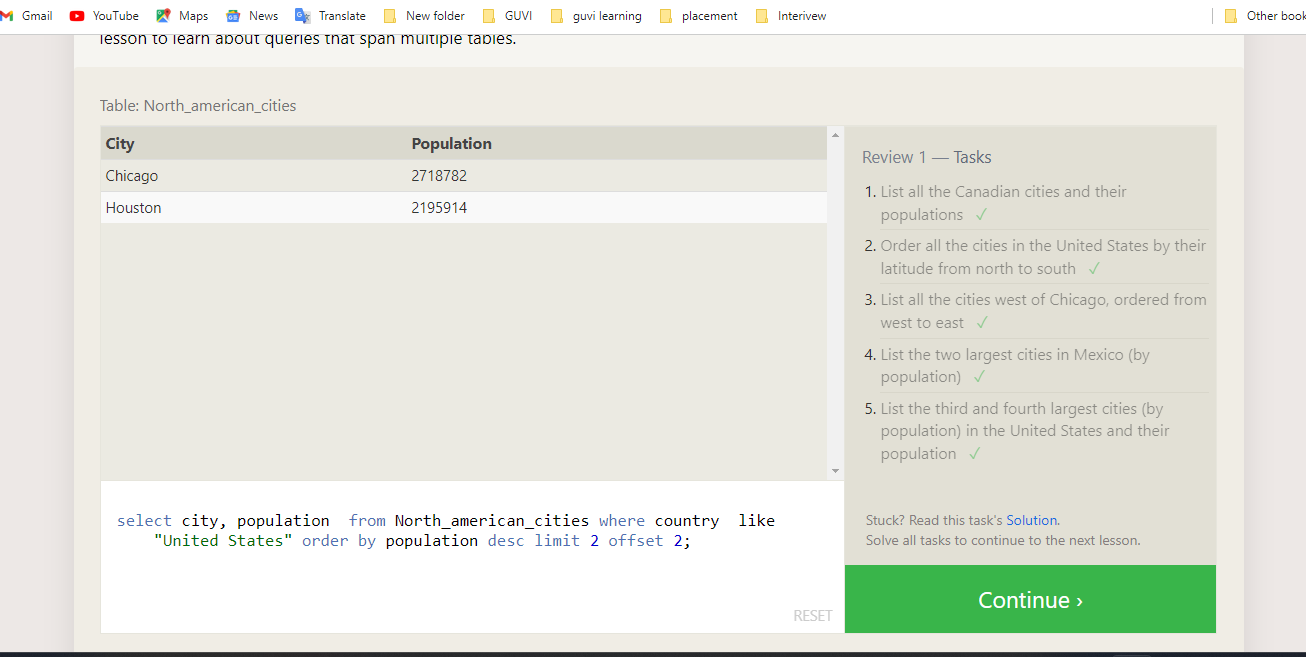 Gmail YouTube Maps News Translate New folder GUVI guvi learning placement Interivew Other book
lesson to learn about queries that span multiple tables.
Table: North_american_cities
City Population
Chicago 2718782
Houston 2195914
select city, population  from North_american_cities where country  like
"United States" order by population desc limit 2 offset 2;
RESET
Review 1 — Tasks
1. List all the Canadian cities and their
populations ✓
2. Order all the cities in the United States by their
latitude from north to south ✓
3. List all the cities west of Chicago, ordered from
west to east ✓
4. List the two largest cities in Mexico (by
population) ✓
5. List the third and fourth largest cities (by
population) in the United States and their
population ✓
Stuck? Read this task's Solution.
Solve all tasks to continue to the next lesson.
Continue ›